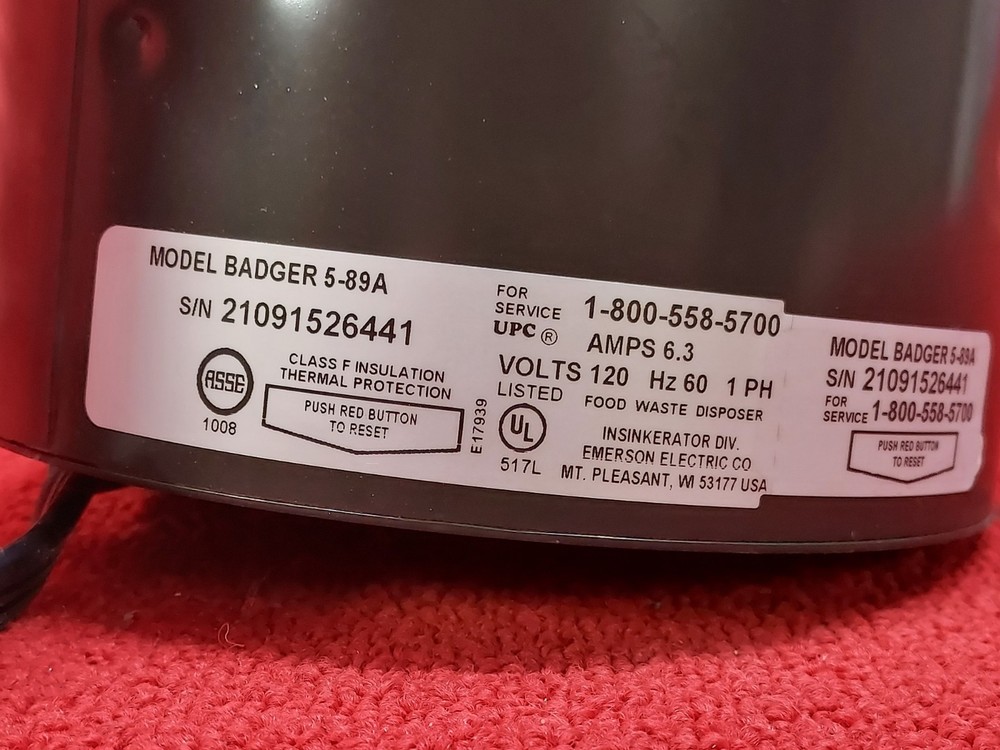 MODEL BADGER 5-89A
S/N 21091526441
ASSE
1008
CLASS F INSULATION
THERMAL PROTECTION
PUSH RED BUTTON
TO RESET
E17939
FOR
SERVICE 1-800-558-5700
UPC ® AMPS 6.3
VOLTS 120 Hz 60 1 PH
LISTED FOOD WASTE DISPOSER
UL
517L
INSINKERATOR DIV.
EMERSON ELECTRIC CO
MT. PLEASANT, WI 53177 USA
MODEL BADGER 5-89A
S/N 21091526441
FOR
SERVICE 1-800-558-5700
PUSH RED BUTTON
TO RESET